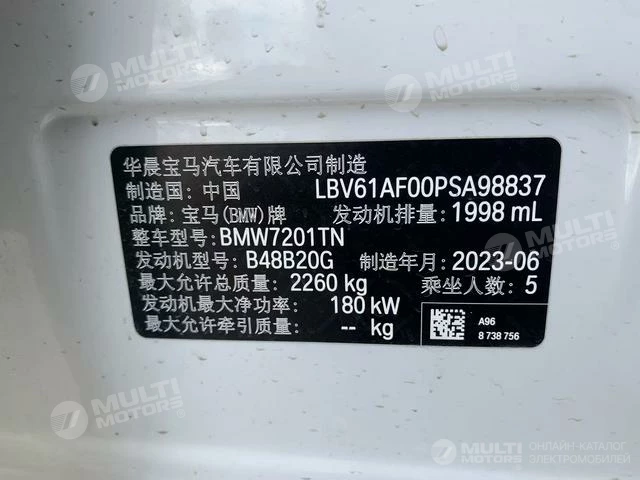 MULTI MOTORS
MULTI MOTORS
MULTI MOTORS
华晨宝马汽车有限公司制造
制造国: 中国 LBV61AF00PSA98837
品牌: 宝马(BMW)牌 发动机排量: 1998 mL
整车型号: BMW7201TN
发动机型号: B48B20G 制造年月: 2023-06
最大允许总质量: 2260 kg 乘坐人数: 5
发动机最大净功率: 180 kW
最大允许牵引质量: -- kg
A96
8 738 756
MULTI MOTORS
MULTI MOTORS
MULTI MOTORS
ОНЛАЙН-КАТАЛОГ
ЭЛЕКТРОМОБИЛЕЙ